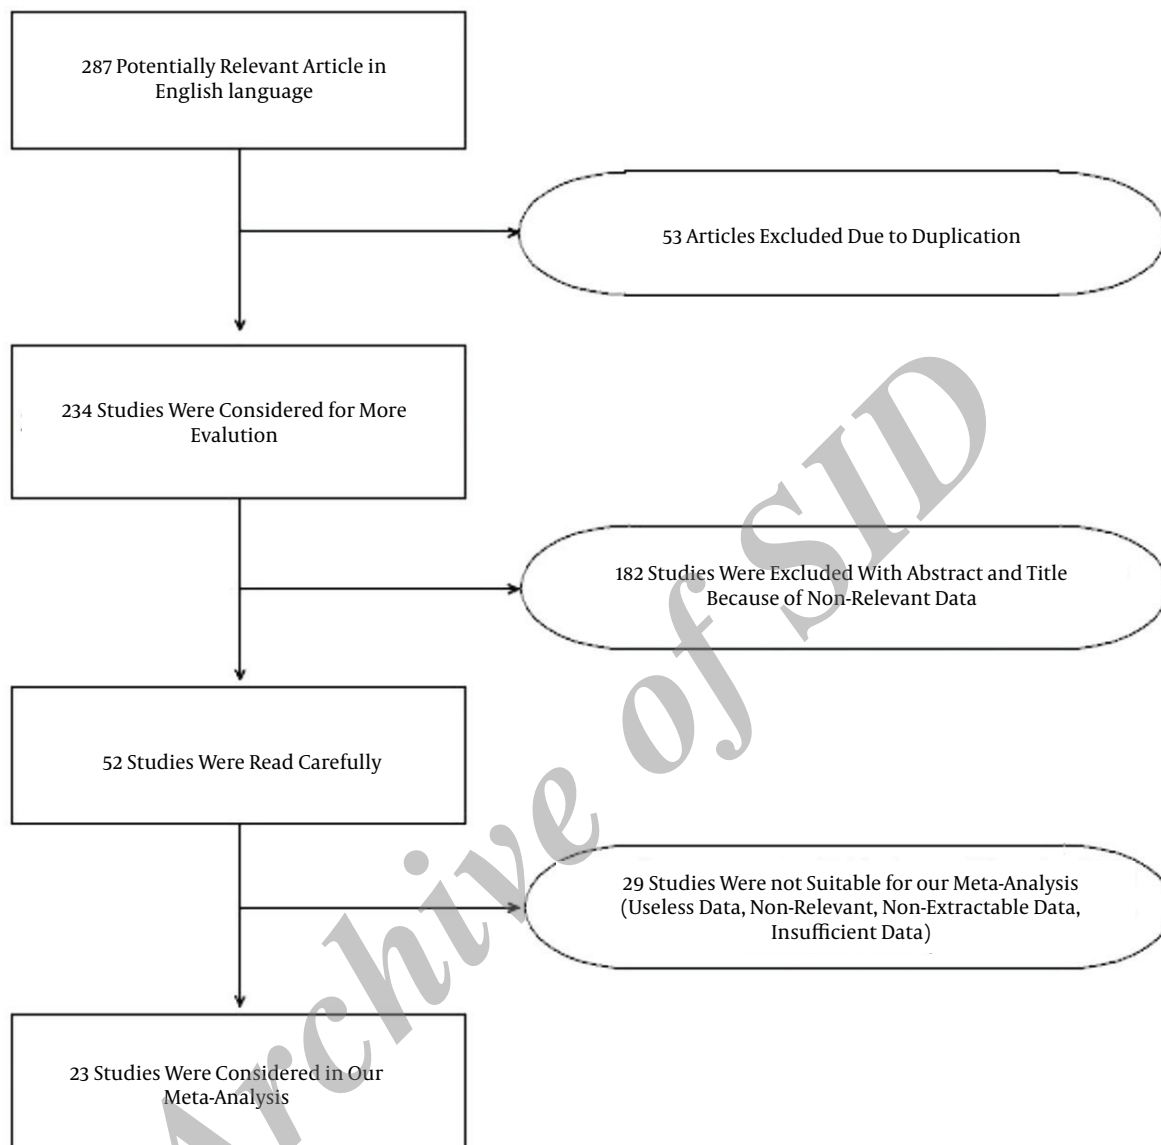 287 Potentially Relevant Article in
English language
53 Articles Excluded Due to Duplication
234 Studies Were Considered for More
Evalution
182 Studies Were Excluded With Abstract and Title
Because of Non-Relevant Data
52 Studies Were Read Carefully
29 Studies Were not Suitable for our Meta-Analysis
(Useless Data, Non-Relevant, Non-Extractable Data,
Insufficient Data)
23 Studies Were Considered in Our
Meta-Analysis
Archive of SID